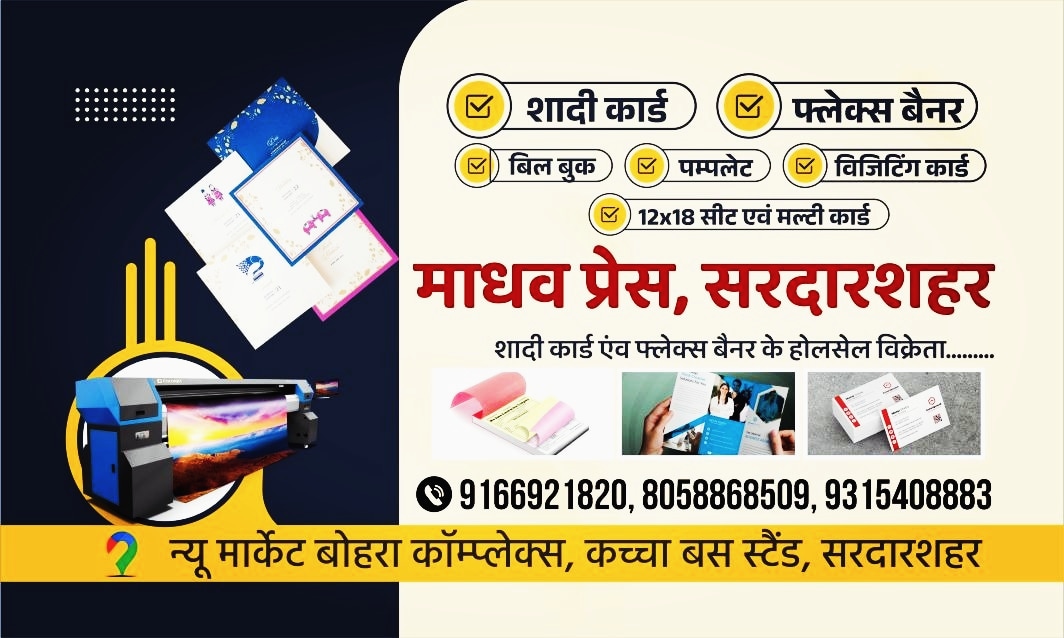 शादी कार्ड
फ्लेक्स बैनर
बिल बुक
पम्पलेट
विजिटिंग कार्ड
12x18 सीट एवं मल्टी कार्ड
माधव प्रेस, सरदारशहर
शादी कार्ड एंव फ्लेक्स बैनर के होलसेल विक्रेता.........
9166921820, 8058868509, 9315408883
न्यू मार्केट बोहरा कॉम्प्लेक्स, कच्चा बस स्टैंड, सरदारशहर